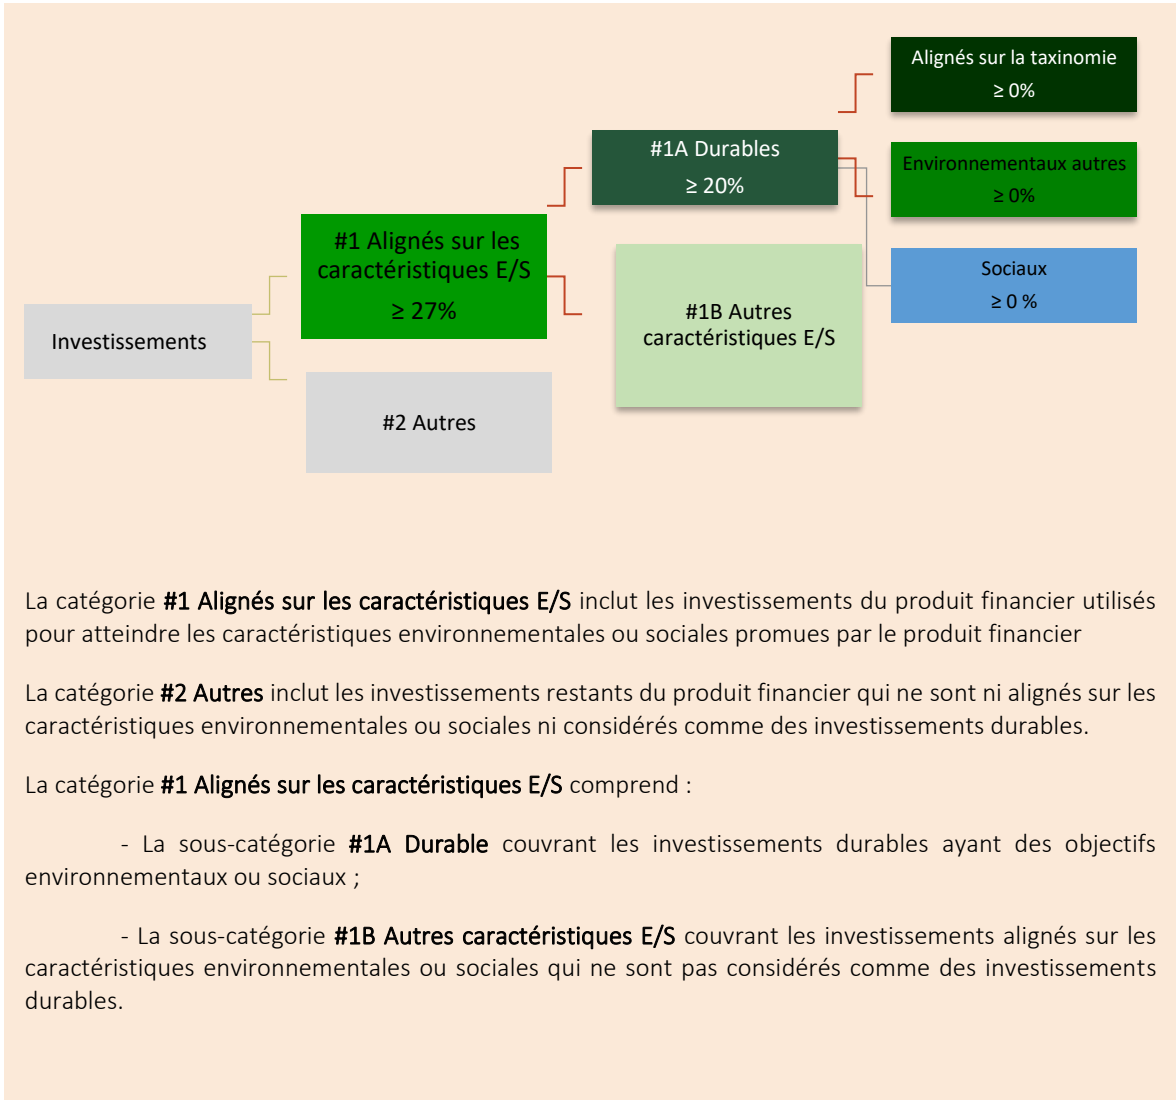 Alignés sur la taxinomie
≥ 0%
#1A Durables
≥ 20%
Environnementaux autres
≥ 0%
#1 Alignés sur les
caractéristiques E/S
≥ 27%
Sociaux
≥ 0 %
#1B Autres
caractéristiques E/S
Investissements
#2 Autres
La catégorie #1 Alignés sur les caractéristiques E/S inclut les investissements du produit financier utilisés
pour atteindre les caractéristiques environnementales ou sociales promues par le produit financier
La catégorie #2 Autres inclut les investissements restants du produit financier qui ne sont ni alignés sur les
caractéristiques environnementales ou sociales ni considérés comme des investissements durables.
La catégorie #1 Alignés sur les caractéristiques E/S comprend :
- La sous-catégorie #1A Durable couvrant les investissements durables ayant des objectifs
environnementaux ou sociaux ;
- La sous-catégorie #1B Autres caractéristiques E/S couvrant les investissements alignés sur les
caractéristiques environnementales ou sociales qui ne sont pas considérés comme des investissements
durables.